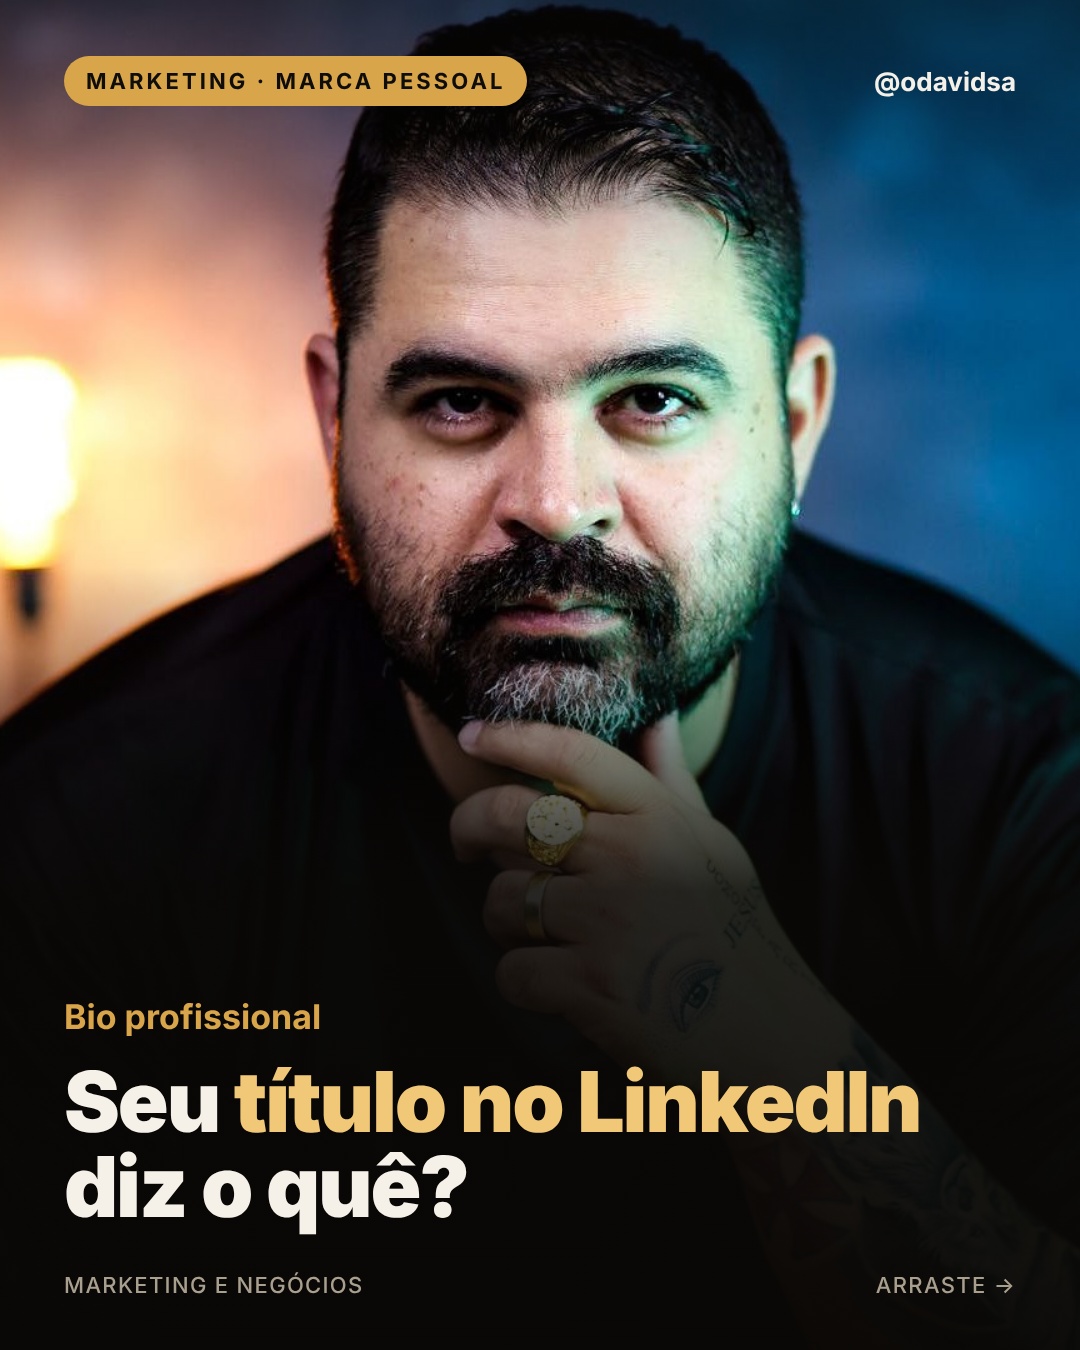 MARKETING · MARCA PESSOAL
@odavidsa
Bio profissional
Seu título no LinkedIn
diz o quê?
MARKETING E NEGÓCIOS
ARRASTE →